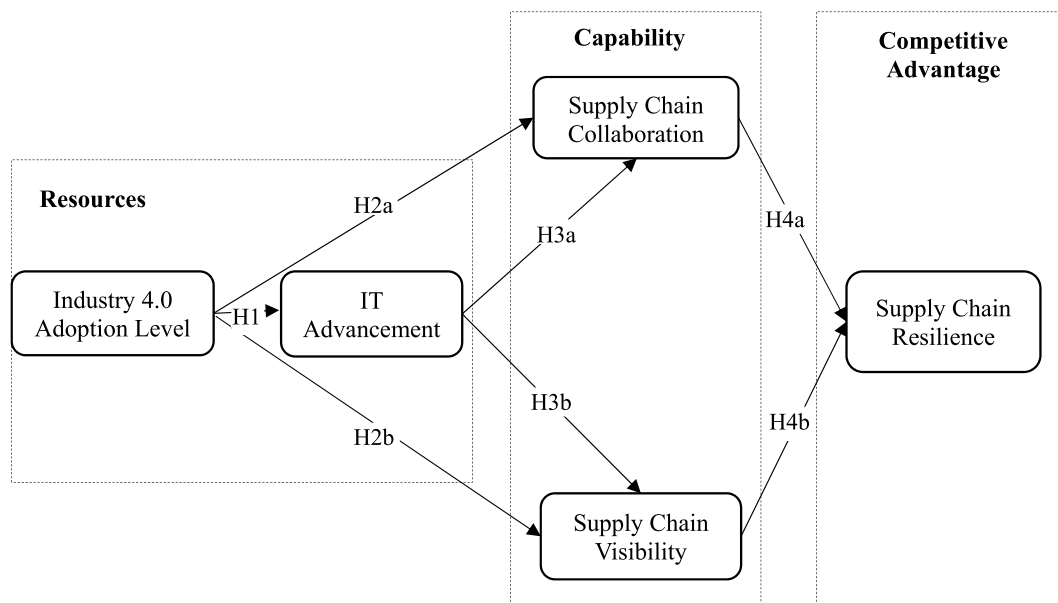 Capability
Competitive
Advantage
Supply Chain
Collaboration
Resources
H2a
H3a
H4a
Industry 4.0
Adoption Level
H1
IT
Advancement
Supply Chain
Resilience
H3b
H2b
H4b
Supply Chain
Visibility